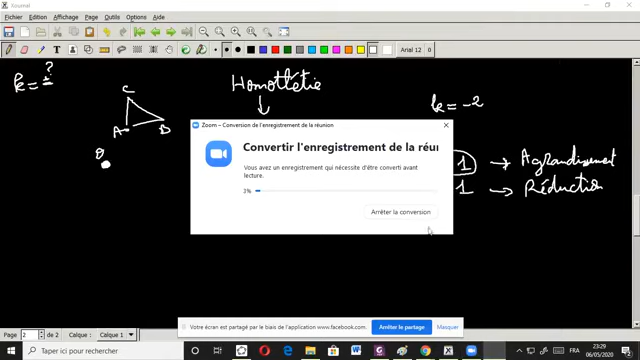 Xournal
Fichier Édition Affichage Page Outils Options Aide
Arial 12 0
k = ?
C
A B
O
Homothétie
k = -2
1 → Agrandissement
1 → Réduction
Zoom – Conversion de l'enregistrement de la réunion
Convertir l'enregistrement de la réu
Vous avez un enregistrement qui nécessite d'être converti avant
lecture.
3%
Arrêter la conversion
Votre écran est partagé par le biais de l'application www.facebook.com. Arrêter le partage Masquer
Page 2 de 2 Calque : Calque 1
Taper ici pour rechercher
FRA
23:29
06/05/2020